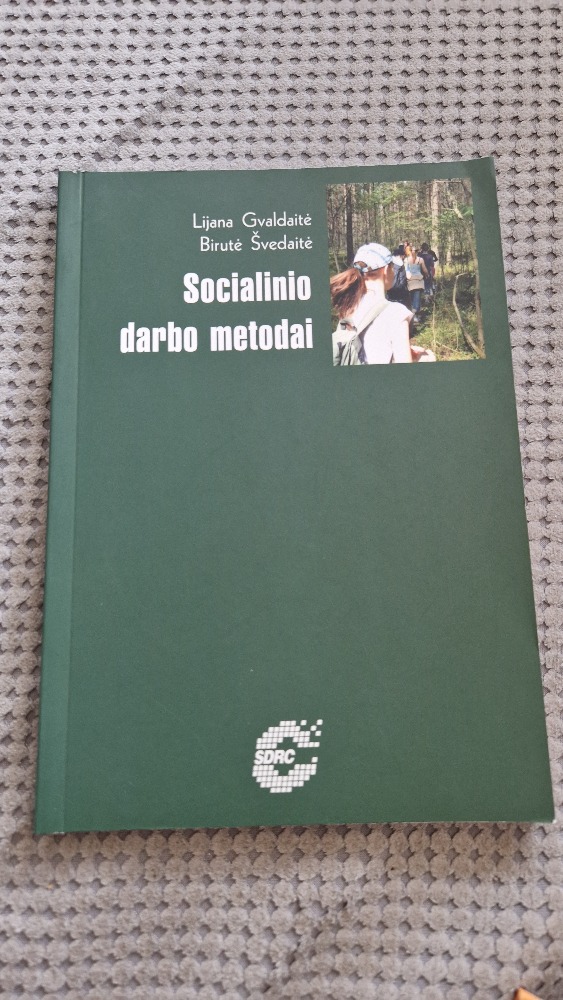 Lijana Gvaldaitė
Birutė Švedaitė
Socialinio
darbo metodai
SDRC